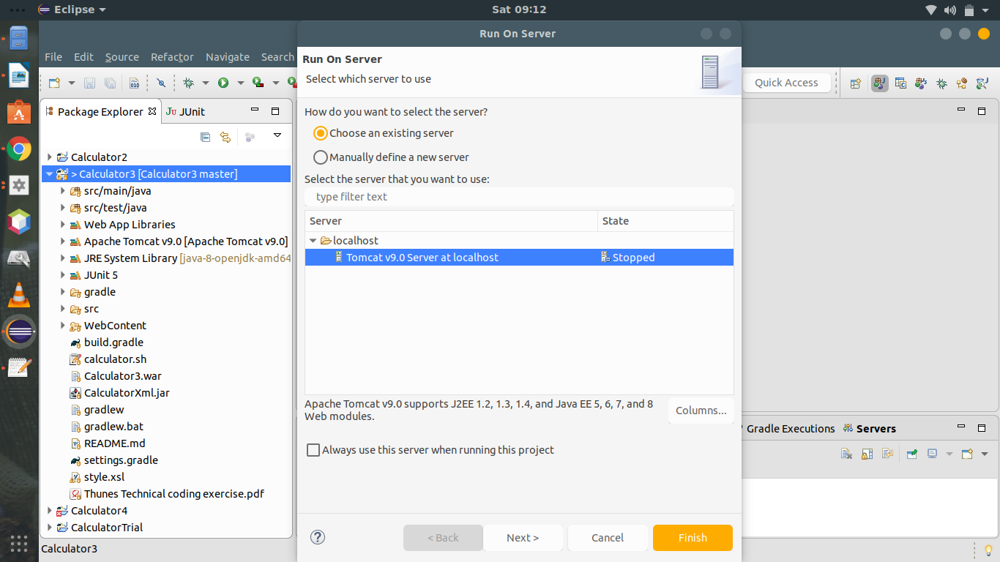 Eclipse
Sat 09:12
Run On Server
File Edit Source Refactor Navigate Search
Quick Access
Package Explorer
JUnit
Calculator2
> Calculator3 [Calculator3 master]
src/main/java
src/test/java
Web App Libraries
Apache Tomcat v9.0 [Apache Tomcat v9.0]
JRE System Library [java-8-openjdk-amd64
JUnit 5
gradle
src
WebContent
build.gradle
calculator.sh
Calculator3.war
CalculatorXml.jar
gradlew
gradlew.bat
README.md
settings.gradle
style.xsl
Thunes Technical coding exercise.pdf
Calculator4
CalculatorTrial
Calculator3
Run On Server
Select which server to use
How do you want to select the server?
Choose an existing server
Manually define a new server
Select the server that you want to use:
type filter text
Server State
localhost
Tomcat v9.0 Server at localhost Stopped
Apache Tomcat v9.0 supports J2EE 1.2, 1.3, 1.4, and Java EE 5, 6, 7, and 8
Web modules.
Columns...
Always use this server when running this project
? < Back Next > Cancel Finish
Gradle Executions Servers